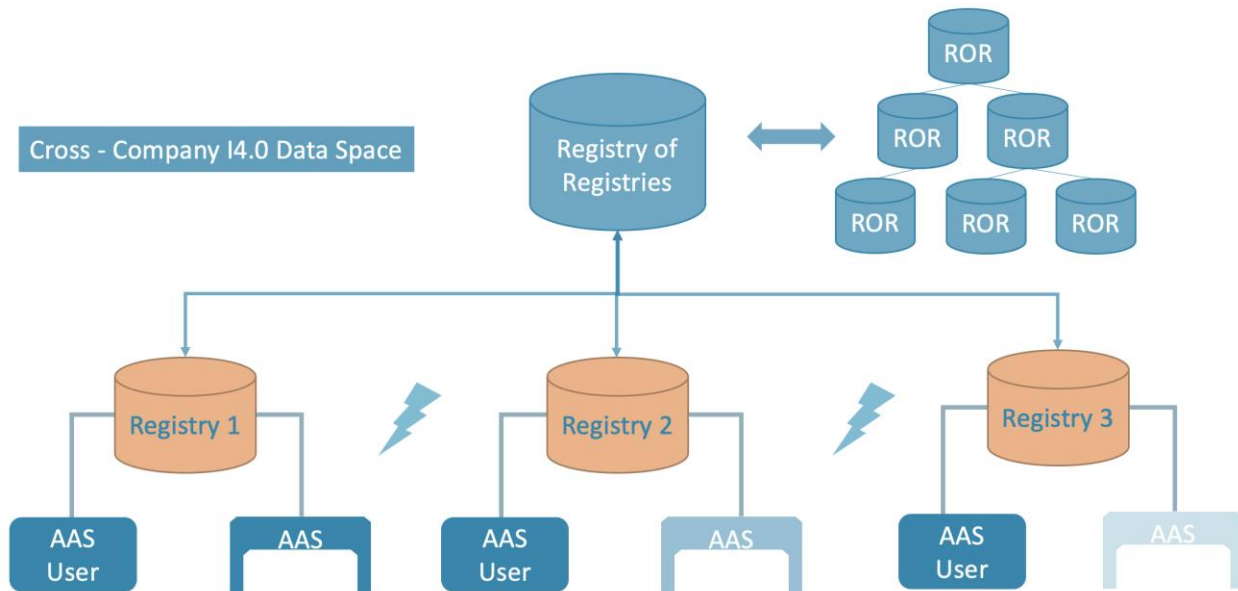 ROR
ROR
ROR
ROR
ROR
ROR
Cross - Company I4.0 Data Space
Registry of
Registries
Registry 1
Registry 2
Registry 3
AAS
User
AAS
AAS
User
AAS
AAS
User
AAS